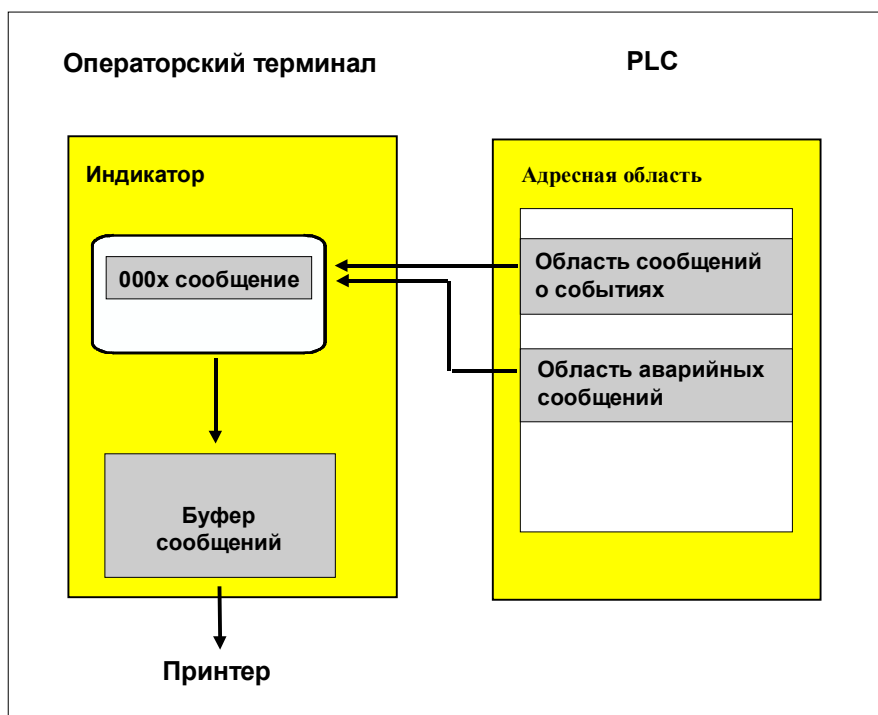 Операторский терминал
PLC
Индикатор
000x сообщение
Буфер
сообщений
Принтер
Адресная область
Область сообщений
о событиях
Область аварийных
сообщений